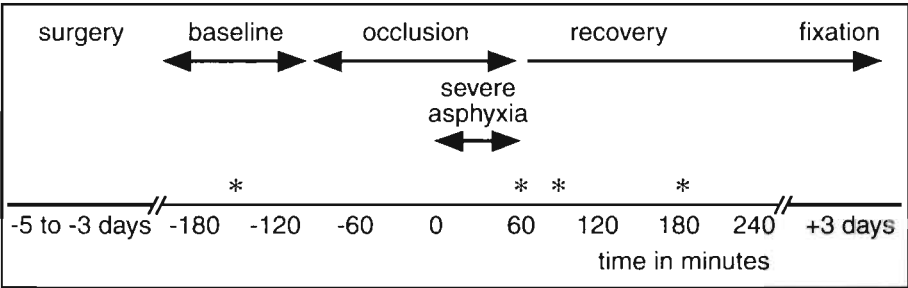 surgery baseline occlusion recovery fixation
severe
asphyxia
* * * *
-5 to -3 days -180 -120 -60 0 60 120 180 240 +3 days
time in minutes